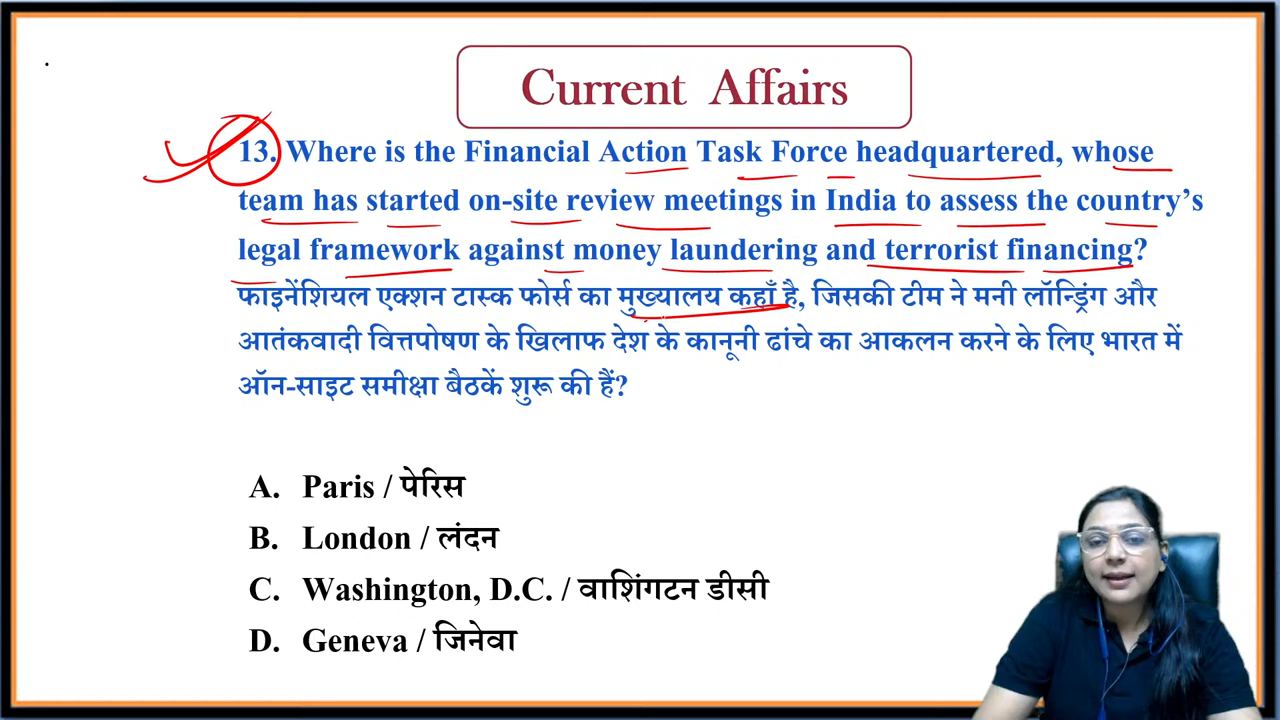 Current Affairs
13. Where is the Financial Action Task Force headquartered, whose
team has started on-site review meetings in India to assess the country’s
legal framework against money laundering and terrorist financing?
फाइनेंशियल एक्शन टास्क फोर्स का मुख्यालय कहाँ है, जिसकी टीम ने मनी लॉन्ड्रिंग और
आतंकवादी वित्तपोषण के खिलाफ देश के कानूनी ढांचे का आकलन करने के लिए भारत में
ऑन-साइट समीक्षा बैठकें शुरू की हैं?
A. Paris / पेरिस
B. London / लंदन
C. Washington, D.C. / वाशिंगटन डीसी
D. Geneva / जिनेवा